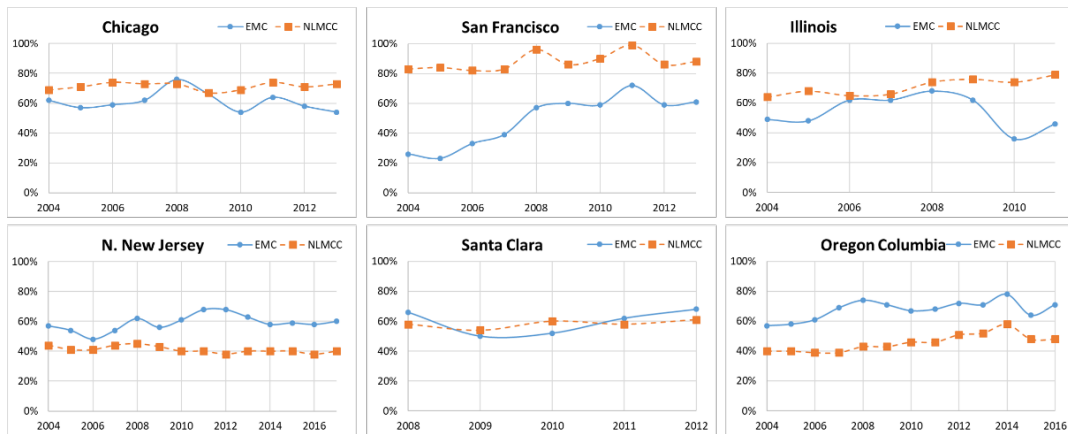 Chicago
EMC NLMCC
100%
80%
60%
40%
20%
0%
2004 2006 2008 2010 2012
San Francisco
EMC NLMCC
100%
80%
60%
40%
20%
0%
2004 2006 2008 2010 2012
Illinois
EMC NLMCC
100%
80%
60%
40%
20%
0%
2004 2006 2008 2010
N. New Jersey
EMC NLMCC
100%
80%
60%
40%
20%
0%
2004 2006 2008 2010 2012 2014 2016
Santa Clara
EMC NLMCC
100%
80%
60%
40%
20%
0%
2008 2009 2010 2011 2012
Oregon Columbia
EMC NLMCC
100%
80%
60%
40%
20%
0%
2004 2006 2008 2010 2012 2014 2016